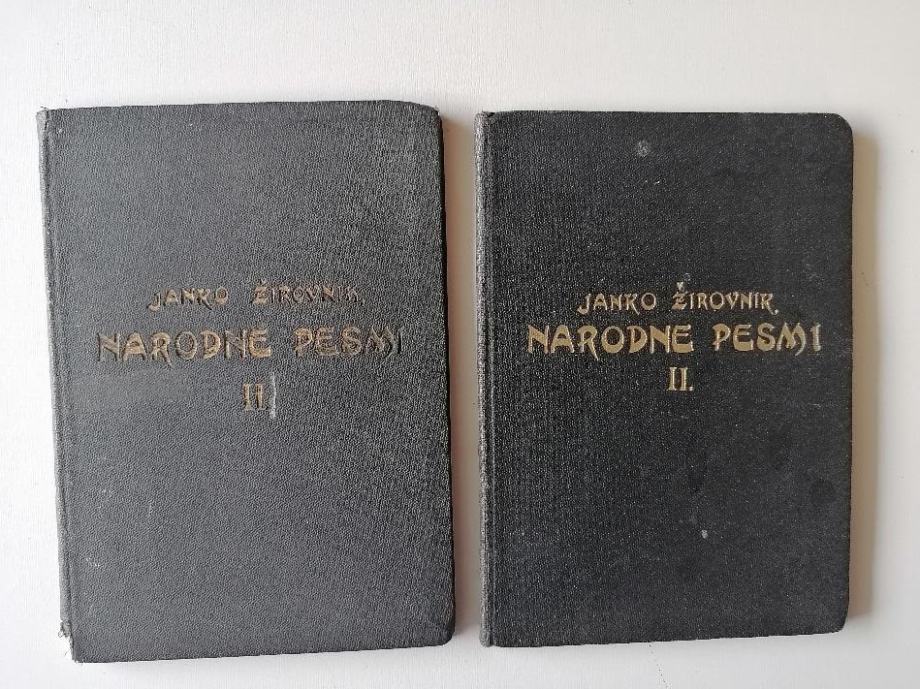 JANKO ŽIROVNIK,
NARODNE PESMI
II.
JANKO ŽIROVNIK,
NARODNE PESMI
II.